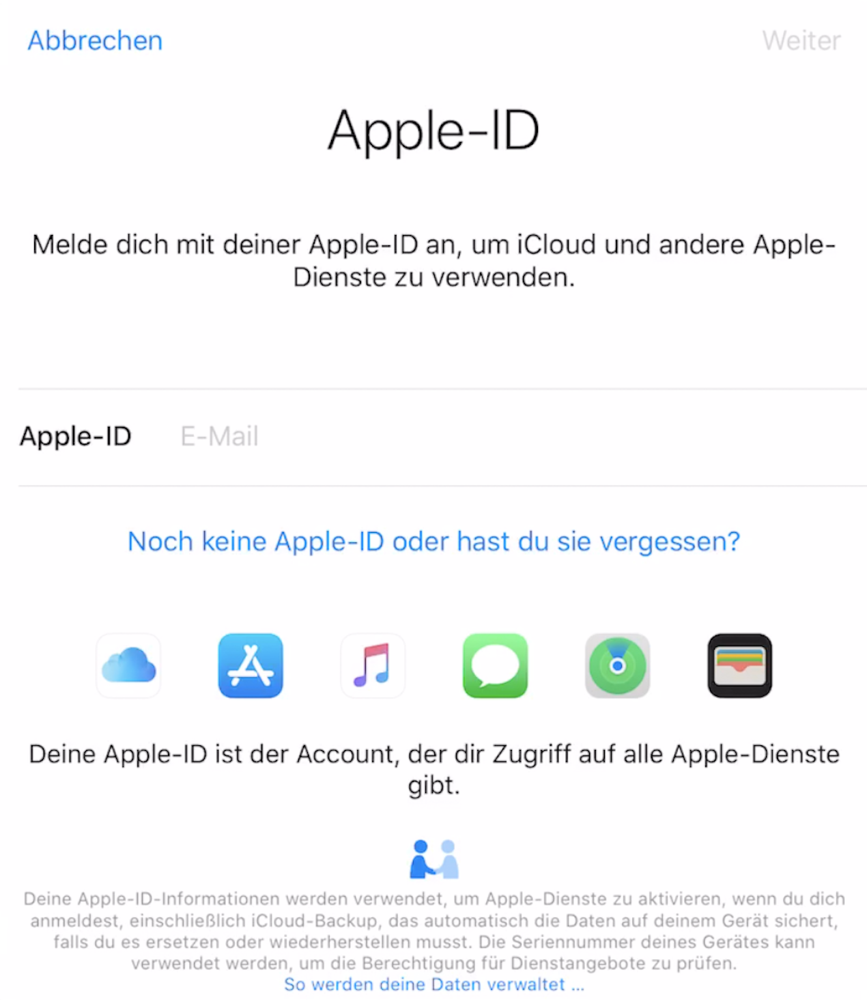 Abbrechen
Weiter
Apple-ID
Melde dich mit deiner Apple-ID an, um iCloud und andere Apple-
Dienste zu verwenden.
Apple-ID
E-Mail
Noch keine Apple-ID oder hast du sie vergessen?
Deine Apple-ID ist der Account, der dir Zugriff auf alle Apple-Dienste
gibt.
Deine Apple-ID-Informationen werden verwendet, um Apple-Dienste zu aktivieren, wenn du dich
anmeldest, einschließlich iCloud-Backup, das automatisch die Daten auf deinem Gerät sichert,
falls du es ersetzen oder wiederherstellen musst. Die Seriennummer deines Gerätes kann
verwendet werden, um die Berechtigung für Dienstangebote zu prüfen.
So werden deine Daten verwaltet ...